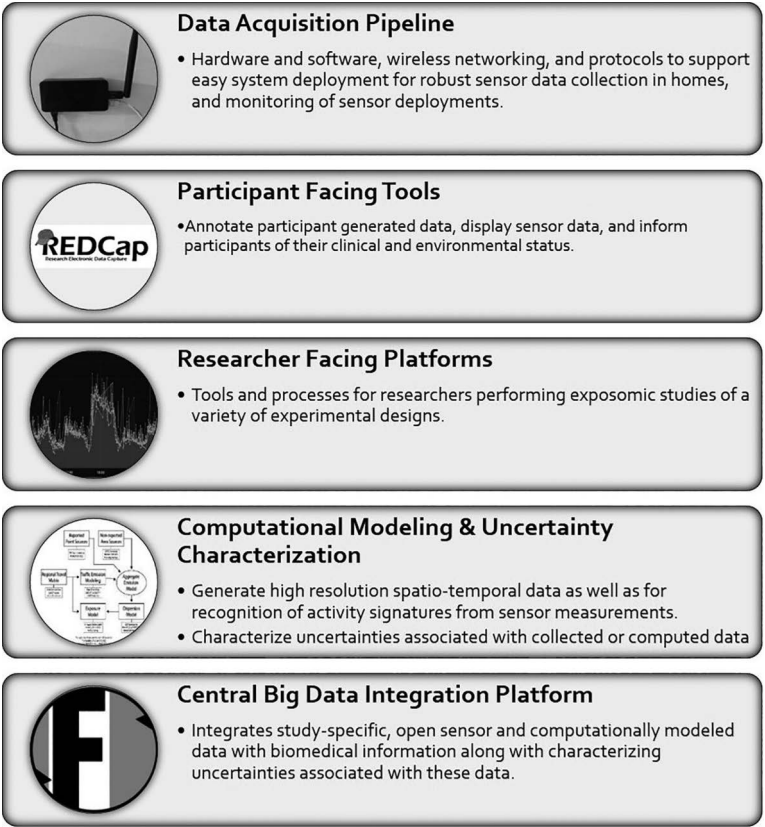 Data Acquisition Pipeline
• Hardware and software, wireless networking, and protocols to support
easy system deployment for robust sensor data collection in homes,
and monitoring of sensor deployments.
Participant Facing Tools
•Annotate participant generated data, display sensor data, and inform
participants of their clinical and environmental status.
REDCap
Research Electronic Data Capture
Researcher Facing Platforms
• Tools and processes for researchers performing exposomic studies of a
variety of experimental designs.
Computational Modeling & Uncertainty
Characterization
• Generate high resolution spatio-temporal data as well as for
recognition of activity signatures from sensor measurements.
• Characterize uncertainties associated with collected or computed data
Central Big Data Integration Platform
• Integrates study-specific, open sensor and computationally modeled
data with biomedical information along with characterizing
uncertainties associated with these data.
F